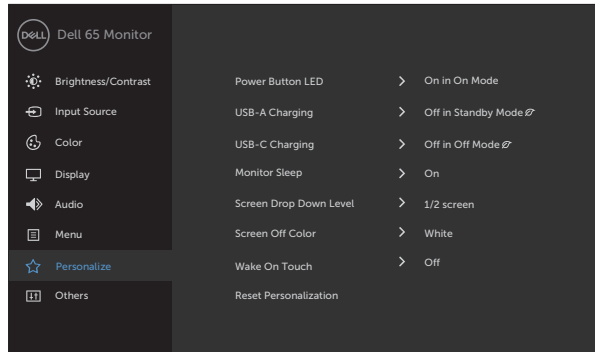 DELL Dell 65 Monitor
Brightness/Contrast
Input Source
Color
Display
Audio
Menu
Personalize
Others
Power Button LED > On in On Mode
USB-A Charging > Off in Standby Mode
USB-C Charging > Off in Off Mode
Monitor Sleep > On
Screen Drop Down Level > 1/2 screen
Screen Off Color > White
Wake On Touch > Off
Reset Personalization